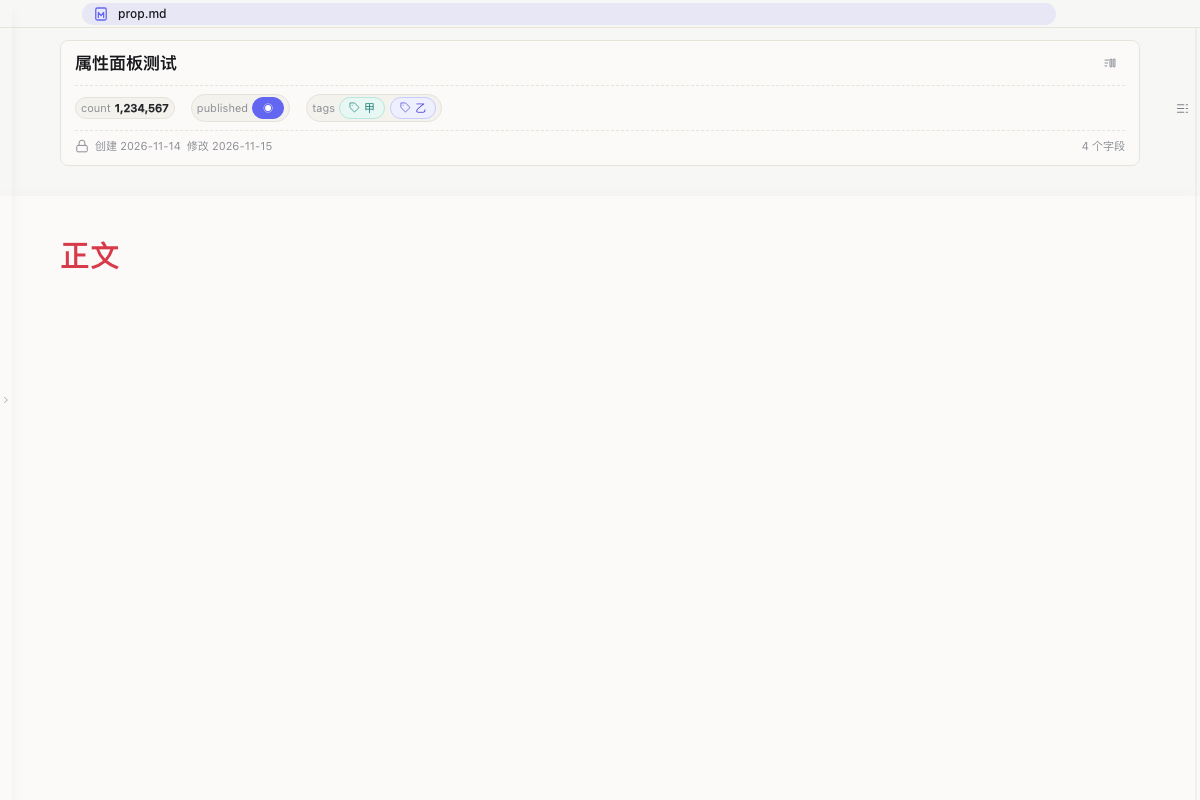 prop.md
属性面板测试
count 1,234,567 published tags 甲 乙
创建 2026-11-14 修改 2026-11-15 4 个字段
正文